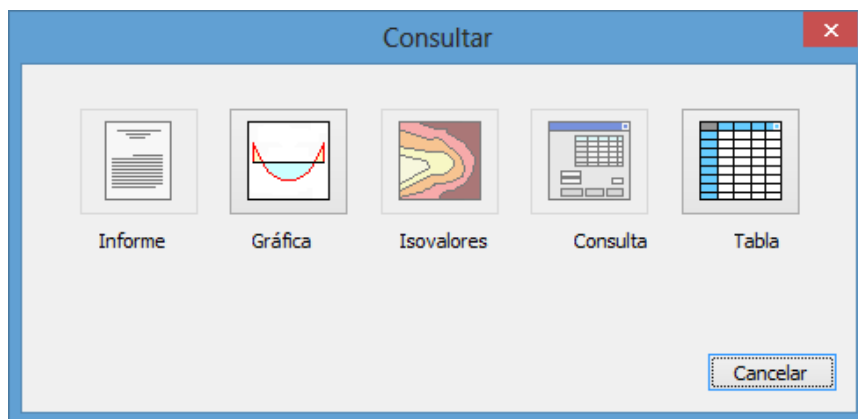 Consultar
Informe
Gráfica
Isovalores
Consulta
Tabla
Cancelar